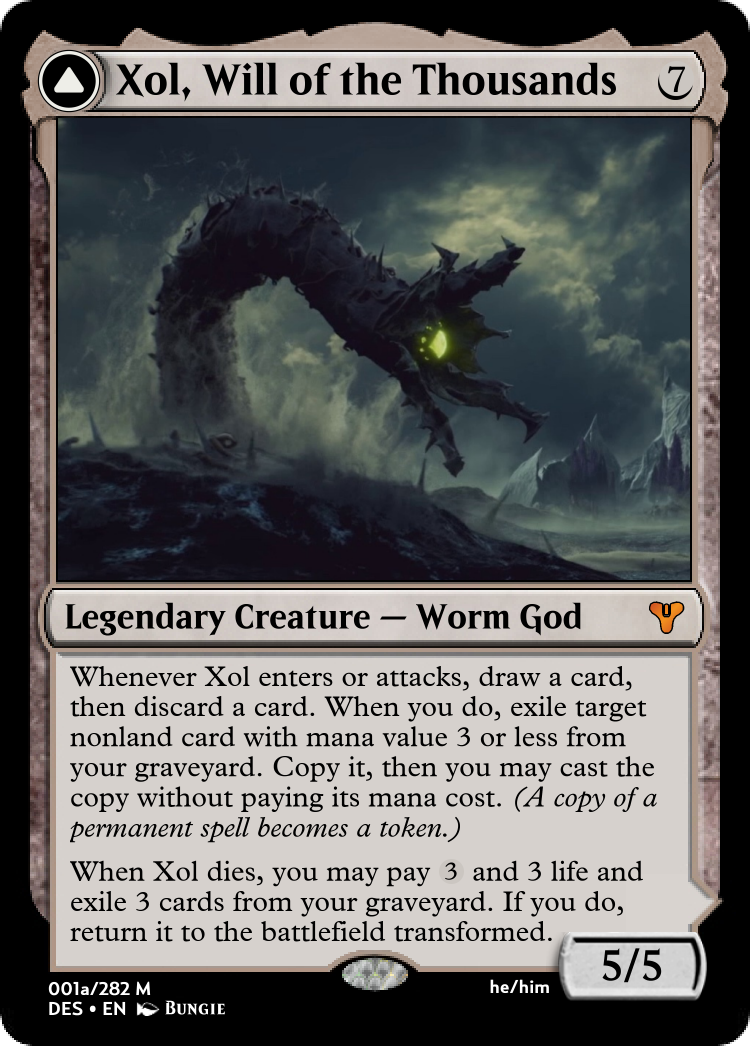 Xol, Will of the Thousands 7
Legendary Creature — Worm God
Whenever Xol enters or attacks, draw a card,
then discard a card. When you do, exile target
nonland card with mana value 3 or less from
your graveyard. Copy it, then you may cast the
copy without paying its mana cost. (A copy of a
permanent spell becomes a token.)
When Xol dies, you may pay 3 and 3 life and
exile 3 cards from your graveyard. If you do,
return it to the battlefield transformed.
5/5
001a/282 M
he/him
DES • EN Bungie